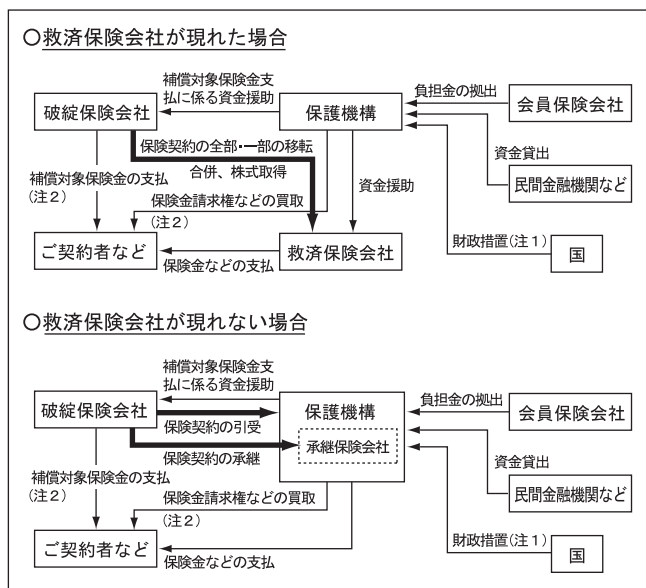 ○救済保険会社が現れた場合
補償対象保険金支
払に係る資金援助
負担金の拠出
破綻保険会社
保護機構
会員保険会社
保険契約の全部・一部の移転
合併、株式取得
資金貸出
補償対象保険金の支払
(注2)
保険金請求権などの買取
(注2)
資金援助
民間金融機関など
ご契約者など
保険金などの支払
救済保険会社
財政措置(注1)
国
○救済保険会社が現れない場合
補償対象保険金支
払に係る資金援助
負担金の拠出
破綻保険会社
保護機構
会員保険会社
保険契約の引受
承継保険会社
保険契約の承継
資金貸出
補償対象保険金の支払
(注2)
保険金請求権などの買取
(注2)
民間金融機関など
ご契約者など
保険金などの支払
財政措置(注1)
国